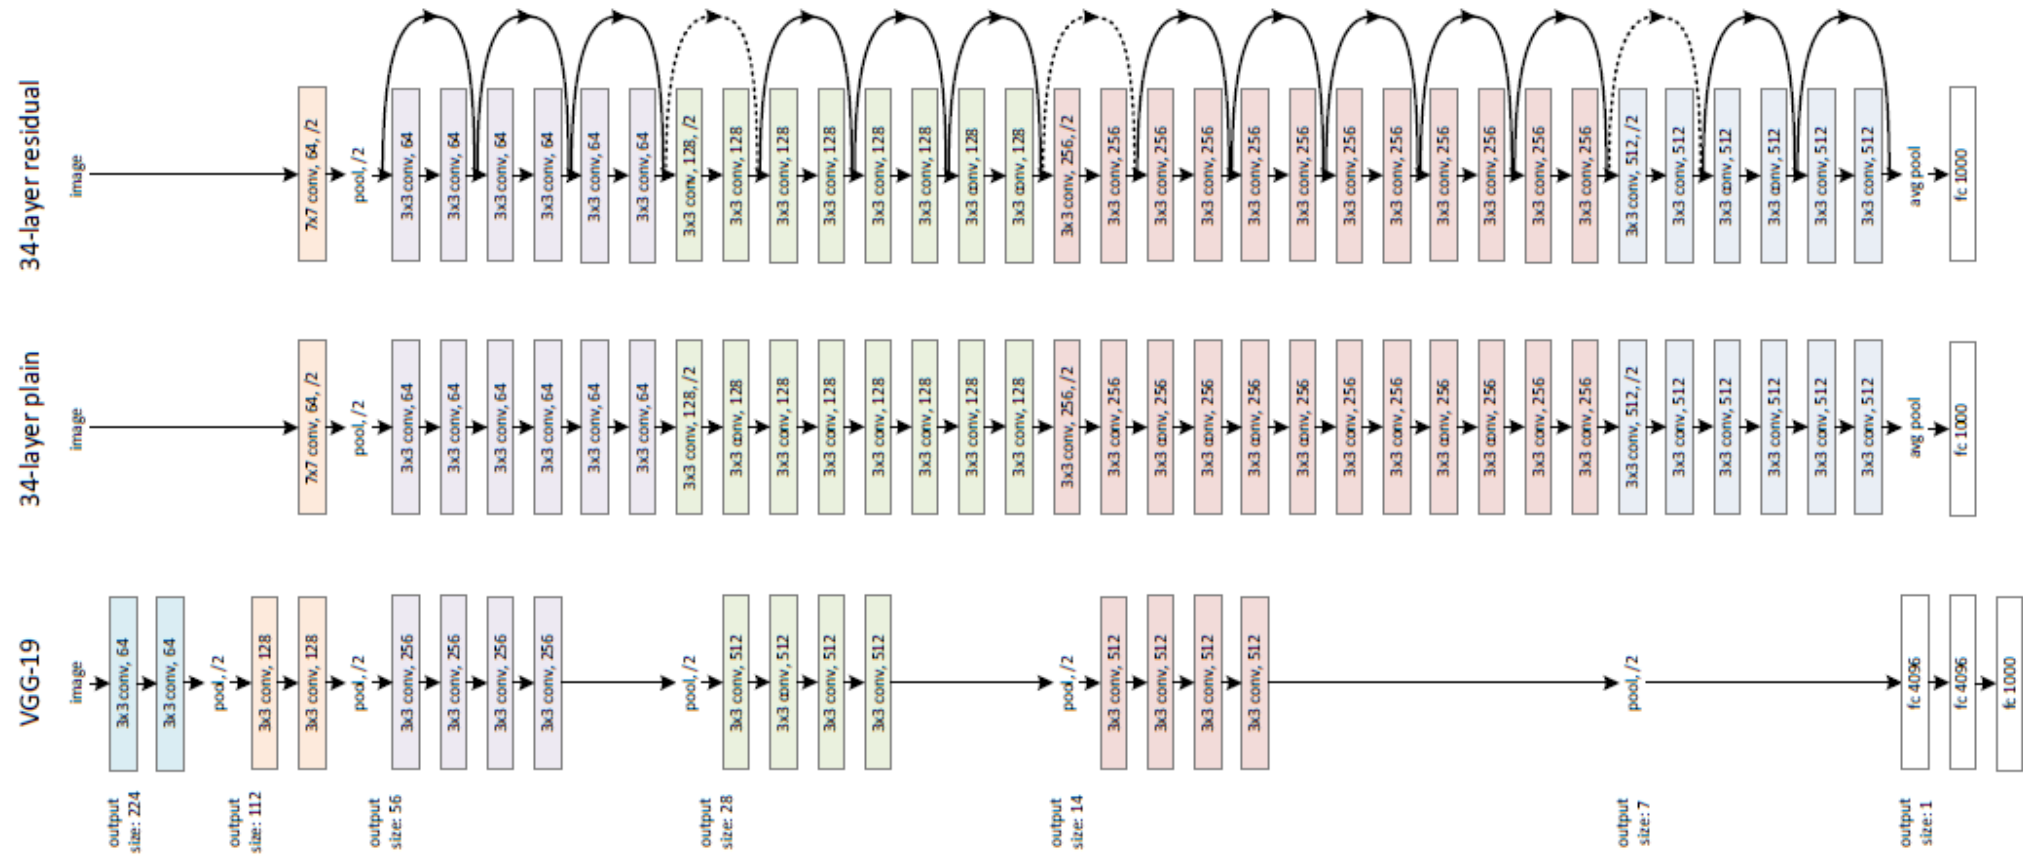 34-layer residual
image
7x7 conv, 64, /2
pool, /2
3x3 conv, 64
3x3 conv, 64
3x3 conv, 64
3x3 conv, 64
3x3 conv, 64
3x3 conv, 64
3x3 conv, 128, /2
3x3 conv, 128
3x3 conv, 128
3x3 conv, 128
3x3 conv, 128
3x3 conv, 128
3x3 conv, 128
3x3 conv, 128
3x3 conv, 256, /2
3x3 conv, 256
3x3 conv, 256
3x3 conv, 256
3x3 conv, 256
3x3 conv, 256
3x3 conv, 256
3x3 conv, 256
3x3 conv, 256
3x3 conv, 256
3x3 conv, 256
3x3 conv, 256
3x3 conv, 512, /2
3x3 conv, 512
3x3 conv, 512
3x3 conv, 512
3x3 conv, 512
3x3 conv, 512
avg pool
fc 1000
34-layer plain
image
7x7 conv, 64, /2
pool, /2
3x3 conv, 64
3x3 conv, 64
3x3 conv, 64
3x3 conv, 64
3x3 conv, 64
3x3 conv, 64
3x3 conv, 128, /2
3x3 conv, 128
3x3 conv, 128
3x3 conv, 128
3x3 conv, 128
3x3 conv, 128
3x3 conv, 128
3x3 conv, 128
3x3 conv, 256, /2
3x3 conv, 256
3x3 conv, 256
3x3 conv, 256
3x3 conv, 256
3x3 conv, 256
3x3 conv, 256
3x3 conv, 256
3x3 conv, 256
3x3 conv, 256
3x3 conv, 256
3x3 conv, 256
3x3 conv, 512, /2
3x3 conv, 512
3x3 conv, 512
3x3 conv, 512
3x3 conv, 512
3x3 conv, 512
avg pool
fc 1000
VGG-19
image
3x3 conv, 64
3x3 conv, 64
pool, /2
3x3 conv, 128
3x3 conv, 128
pool, /2
3x3 conv, 256
3x3 conv, 256
3x3 conv, 256
3x3 conv, 256
pool, /2
3x3 conv, 512
3x3 conv, 512
3x3 conv, 512
3x3 conv, 512
pool, /2
3x3 conv, 512
3x3 conv, 512
3x3 conv, 512
3x3 conv, 512
pool, /2
fc 4096
fc 4096
fc 1000
output
size: 224
output
size: 112
output
size: 56
output
size: 28
output
size: 14
output
size: 7
output
size: 1